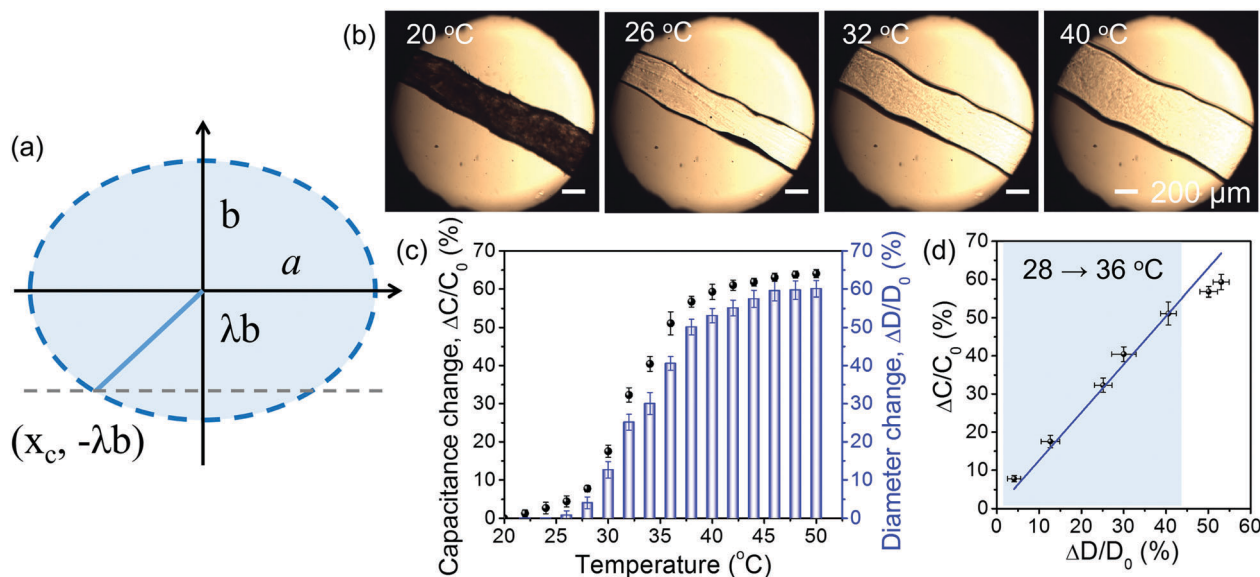 (a)
b
a
λb
(x_c, -λb)
(b)
20 °C
26 °C
32 °C
40 °C
200 μm
(c)
Capacitance change, ΔC/C₀ (%)
70
60
50
40
30
20
10
0
20
25
30
35
40
45
50
Temperature (°C)
70
60
50
40
30
20
10
0
Diameter change, ΔD/D₀ (%)
(d)
28 → 36 °C
ΔC/C₀ (%)
70
60
50
40
30
20
10
0
0
10
20
30
40
50
60
ΔD/D₀ (%)